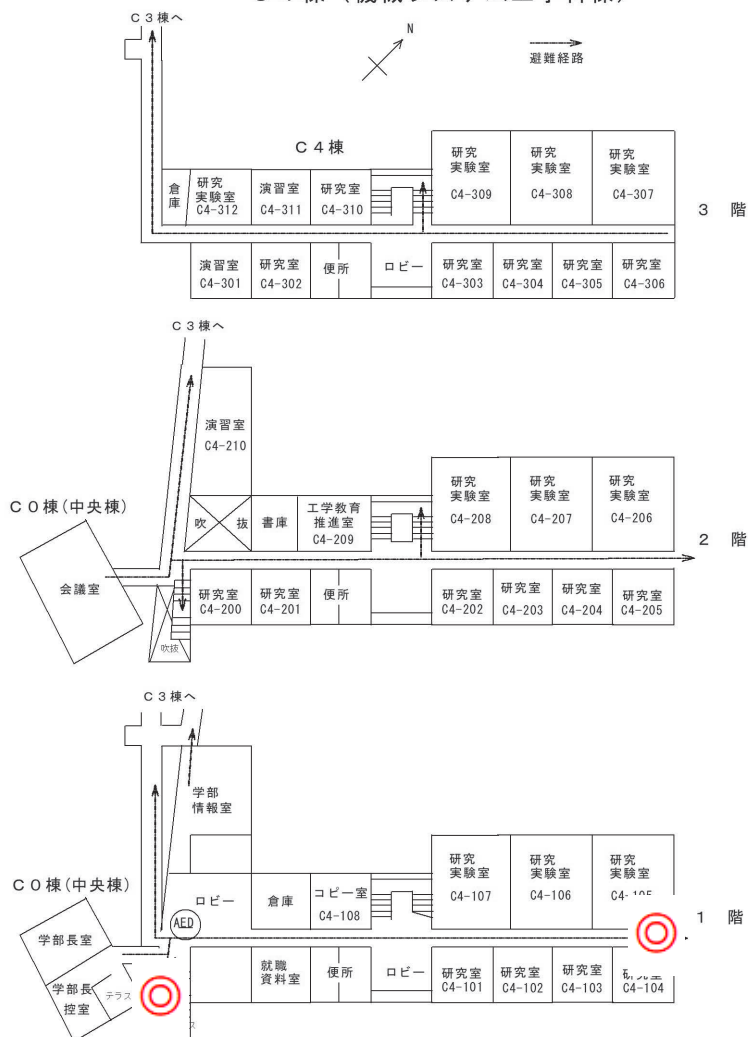 C3棟へ
N
避難経路
C4棟
倉
庫
研究
実験室
C4-312
演習室
C4-311
研究室
C4-310
研究
実験室
C4-309
研究
実験室
C4-308
研究
実験室
C4-307
3 階
演習室
C4-301
研究室
C4-302
便所
ロビー
研究室
C4-303
研究室
C4-304
研究室
C4-305
研究室
C4-306
C3棟へ
演習室
C4-210
C0棟(中央棟)
会議室
吹 抜
書庫
工学教育
推進室
C4-209
研究
実験室
C4-208
研究
実験室
C4-207
研究
実験室
C4-206
2 階
吹抜
研究室
C4-200
研究室
C4-201
便所
研究室
C4-202
研究室
C4-203
研究室
C4-204
研究室
C4-205
C3棟へ
学部
情報室
C0棟(中央棟)
学部長室
学部長
控室
テラス
AED
ロビー
倉庫
コピー室
C4-108
研究
実験室
C4-107
研究
実験室
C4-106
研究
実験室
C4-105
1 階
就職
資料室
便所
ロビー
研究室
C4-101
研究室
C4-102
研究室
C4-103
研究室
C4-104